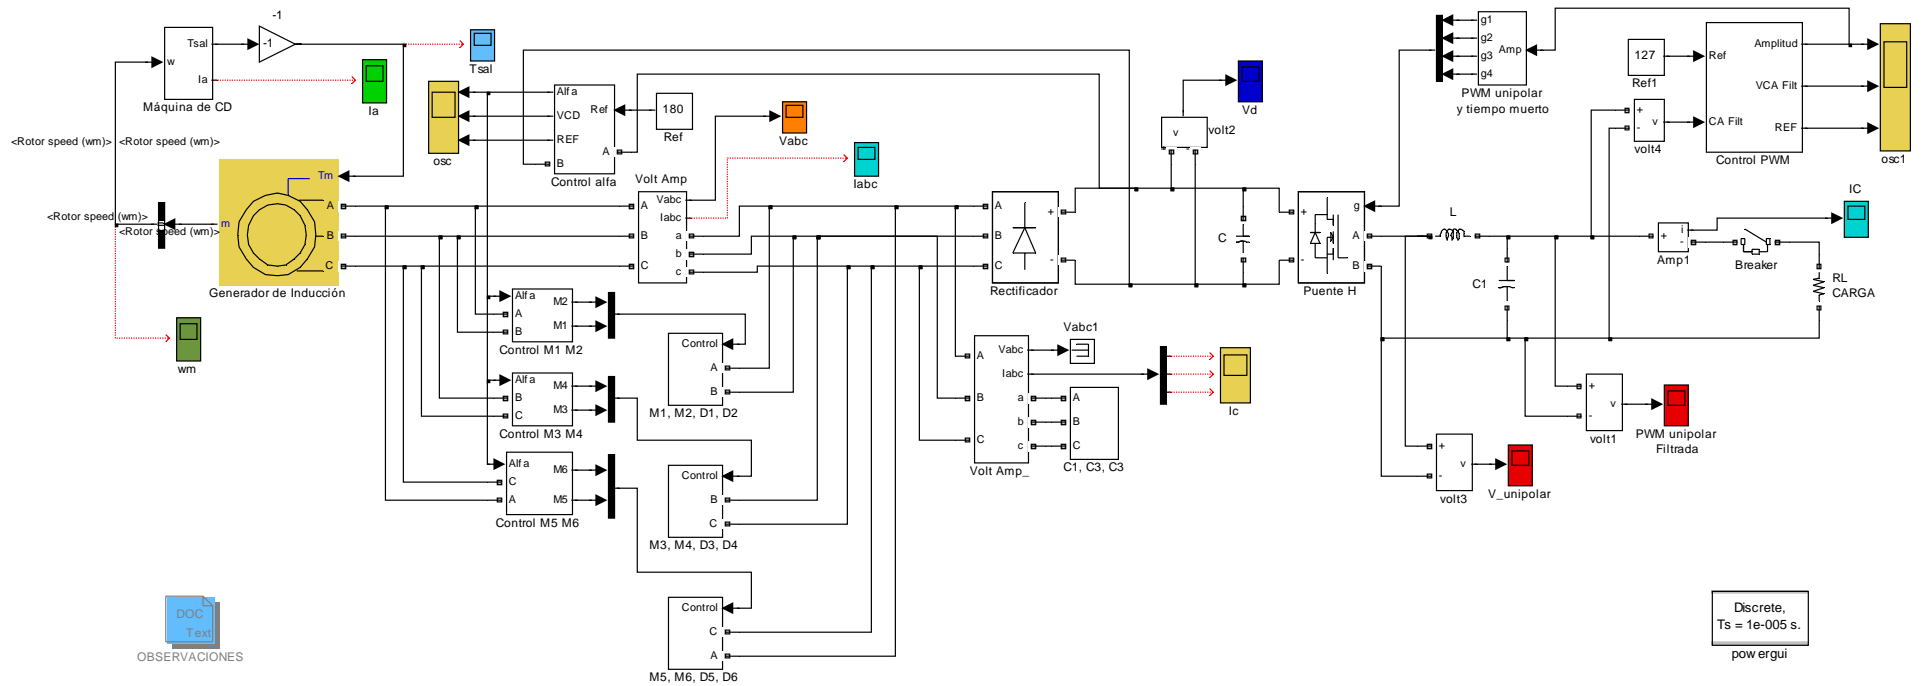 -1
Tsal
w
Ia
-1
Máquina de CD
Tsal
Ia
<Rotor speed (wm)>
<Rotor speed (wm)>
<Rotor speed (wm)>
<Rotor speed (wm)>
Tm
A
m
B
C
Generador de Inducción
wm
osc
Alfa
VCD
REF
B
Ref
A
Control alfa
180
Ref
Vabc
Iabc
Volt Amp
A
B
C
Vabc
Iabc
a
b
c
Alfa
A
B
M2
M1
Control M1 M2
Alfa
B
C
M4
M3
Control M3 M4
Alfa
C
A
M6
M5
Control M5 M6
Control
A
B
M1, M2, D1, D2
Control
B
C
M3, M4, D3, D4
Control
C
A
M5, M6, D5, D6
A
B
C
+
-
Rectificador
v
volt2
Vd
C
Vabc1
A
B
C
Vabc
Iabc
a
b
c
Volt Amp_
A
B
C
C1, C3, C3
Ic
g
+
A
-
B
Puente H
g1
g2
g3
g4
Amp
PWM unipolar
y tiempo muerto
127
Ref1
+
-
v
volt4
Ref
CA Filt
Amplitud
VCA Filt
REF
Control PWM
osc1
L
C1
+
i
-
Amp1
Breaker
IC
RL
CARGA
+
-
v
volt1
PWM unipolar
Filtrada
+
-
v
volt3
V_unipolar
DOC
Text
OBSERVACIONES
Discrete,
Ts = 1e-005 s.
pow ergui